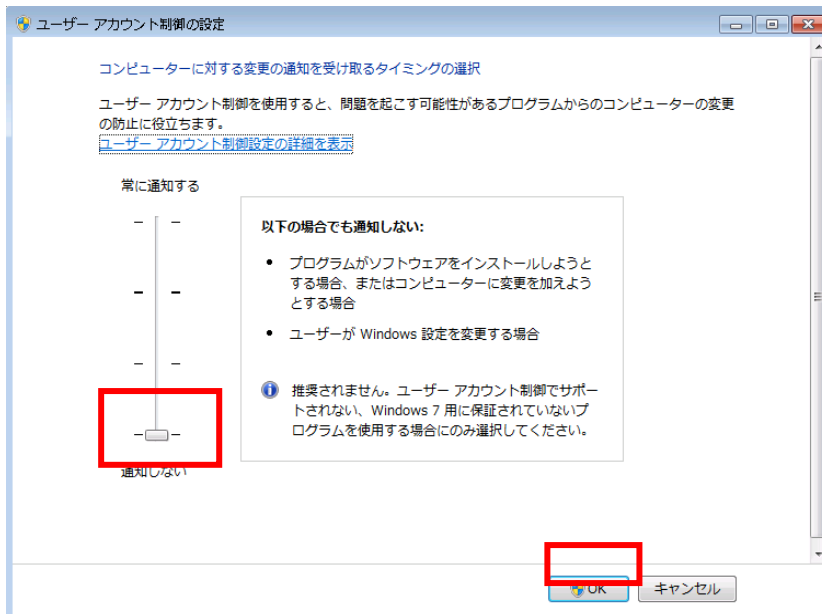 ユーザー アカウント制御の設定
コンピューターに対する変更の通知を受け取るタイミングの選択
ユーザー アカウント制御を使用すると、問題を起こす可能性があるプログラムからのコンピューターの変更
の防止に役立ちます。
ユーザー アカウント制御設定の詳細を表示
常に通知する
以下の場合でも通知しない:
• プログラムがソフトウェアをインストールしようと
する場合、またはコンピューターに変更を加えよう
とする場合
• ユーザーが Windows 設定を変更する場合
推奨されません。ユーザー アカウント制御でサポー
トされない、Windows 7 用に保証されていないプ
ログラムを使用する場合にのみ選択してください。
通知しない
OK
キャンセル